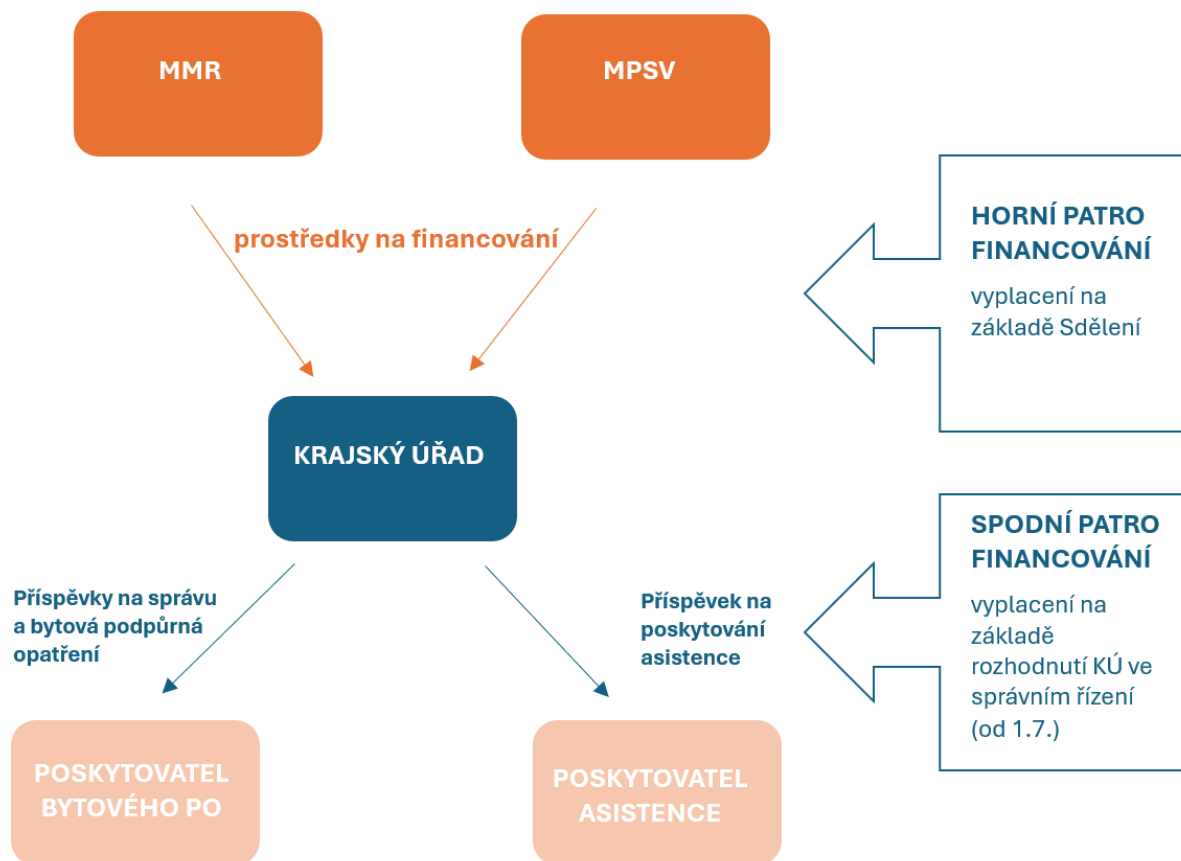 MMR
MPSV
prostředky na financování
HORNÍ PATRO
FINANCOVÁNÍ
vyplacení na
základě Sdělení
KRAJSKÝ ÚŘAD
SPODNÍ PATRO
FINANCOVÁNÍ
vyplacení na
základě
rozhodnutí KÚ ve
správním řízení
(od 1.7.)
Příspěvky na správu
a bytová podpůrná
opatření
Příspěvek na
poskytování
asistence
POSKYTOVATEL
BYTOVÉHO PO
POSKYTOVATEL
ASISTENCE